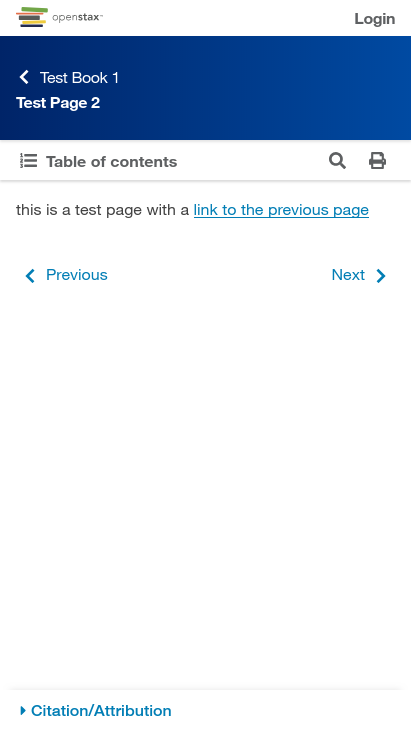 openstax™
Login
Test Book 1
Test Page 2
Table of contents
this is a test page with a link to the previous page
Previous
Next
Citation/Attribution